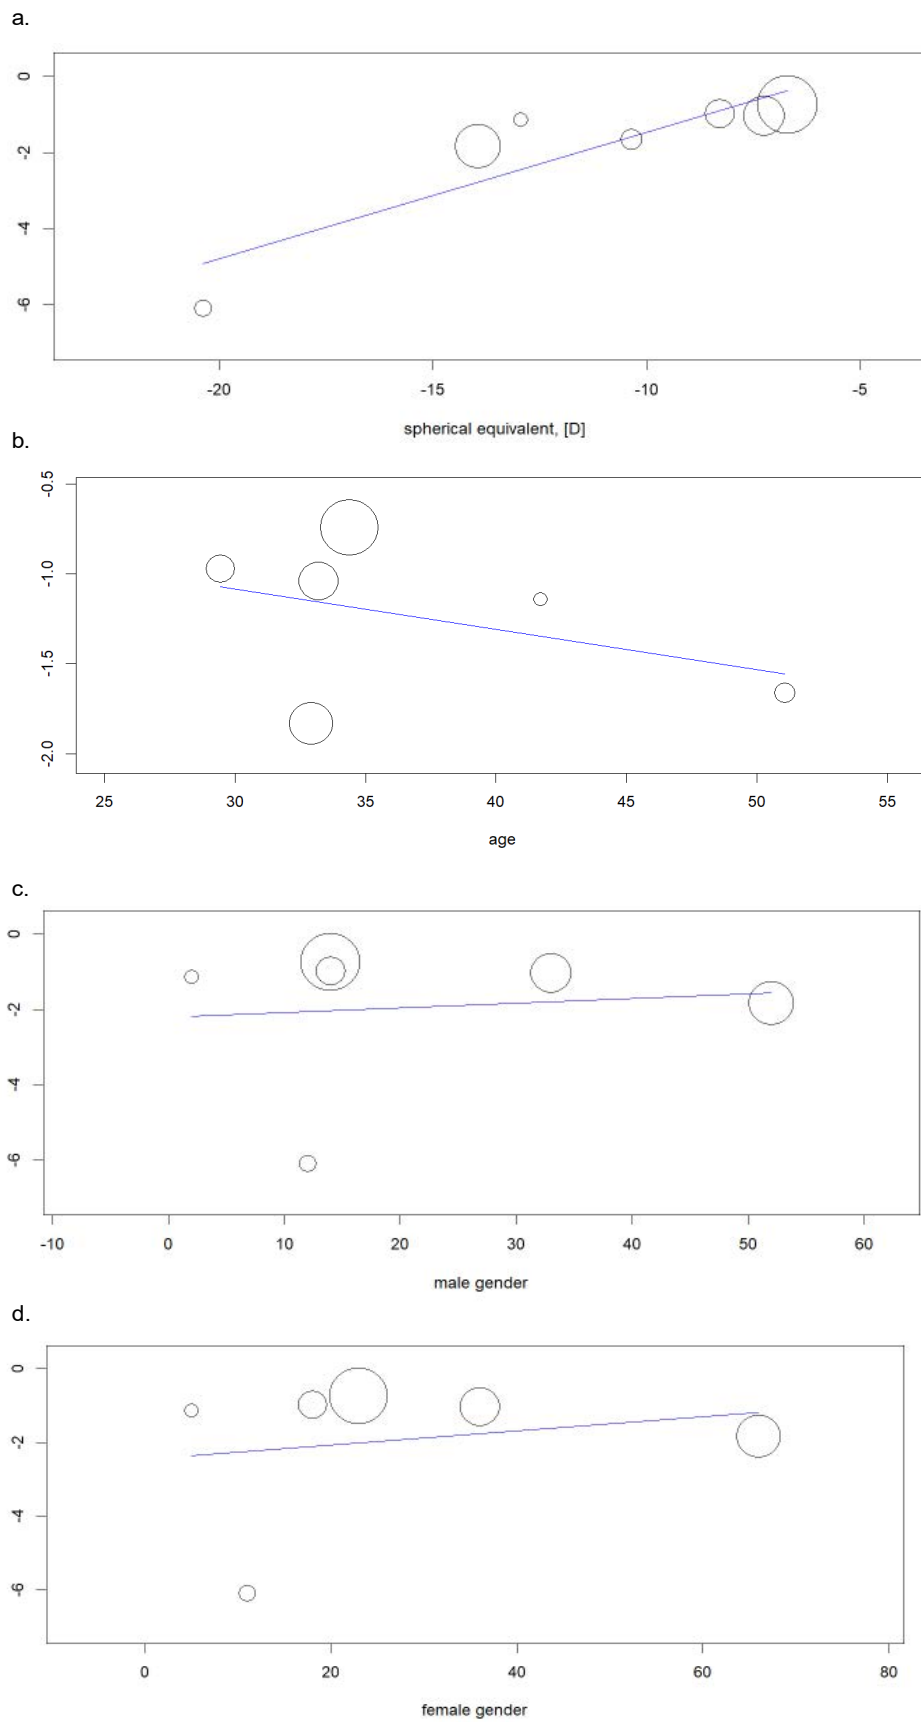 a.
0
-2
-4
-6
-20 -15 -10 -5
spherical equivalent, [D]
b.
-0.5
-1.0
-1.5
-2.0
25 30 35 40 45 50 55
age
c.
0
-2
-4
-6
-10 0 10 20 30 40 50 60
male gender
d.
0
-2
-4
-6
0 20 40 60 80
female gender